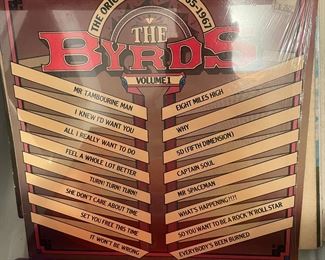 THE ORIG 65-1967
THE
BYRDS
VOLUME 1
MR TAMBOURINE MAN
I KNEW I'D WANT YOU
ALL I REALLY WANT TO DO
FEEL A WHOLE LOT BETTER
TURN! TURN! TURN!
SHE DON'T CARE ABOUT TIME
SET YOU FREE THIS TIME
IT WON'T BE WRONG
EIGHT MILES HIGH
WHY
5D (FIFTH DIMENSION)
CAPTAIN SOUL
MR SPACEMAN
WHAT'S HAPPENING?!?!
SO YOU WANT TO BE A ROCK'N'ROLL STAR
EVERYBODY'S BEEN BURNED